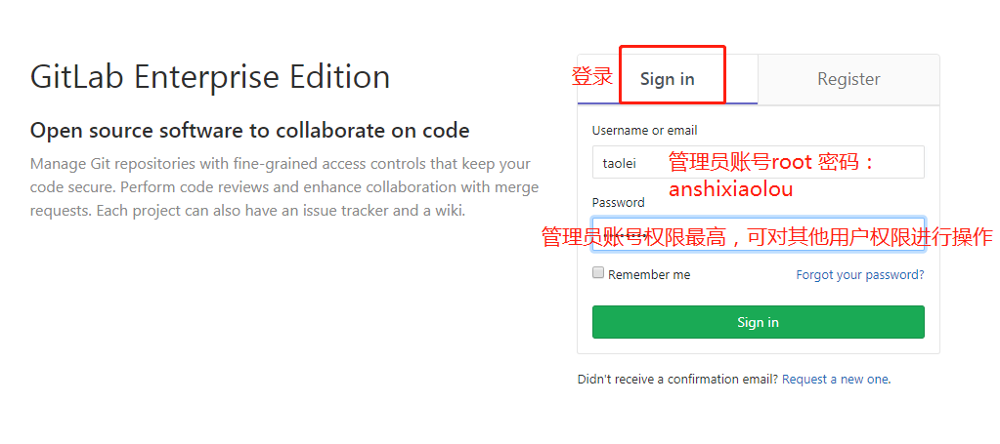 GitLab Enterprise Edition
Open source software to collaborate on code
Manage Git repositories with fine-grained access controls that keep your
code secure. Perform code reviews and enhance collaboration with merge
requests. Each project can also have an issue tracker and a wiki.
登录
Sign in
Register
Username or email
taolei
管理员账号root 密码：
anshixiaolou
Password
管理员账号权限最高，可对其他用户权限进行操作
Remember me
Forgot your password?
Sign in
Didn't receive a confirmation email? Request a new one.